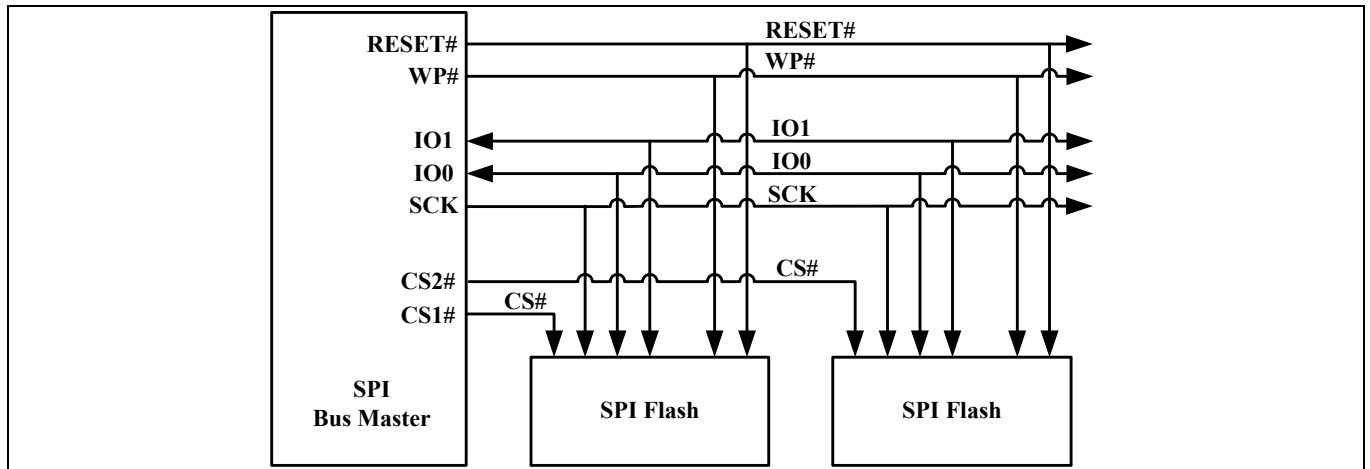 RESET#
RESET#
WP#
WP#
IO1
IO1
IO0
IO0
SCK
SCK
CS2#
CS#
CS1#
CS#
SPI
Bus Master
SPI Flash
SPI Flash